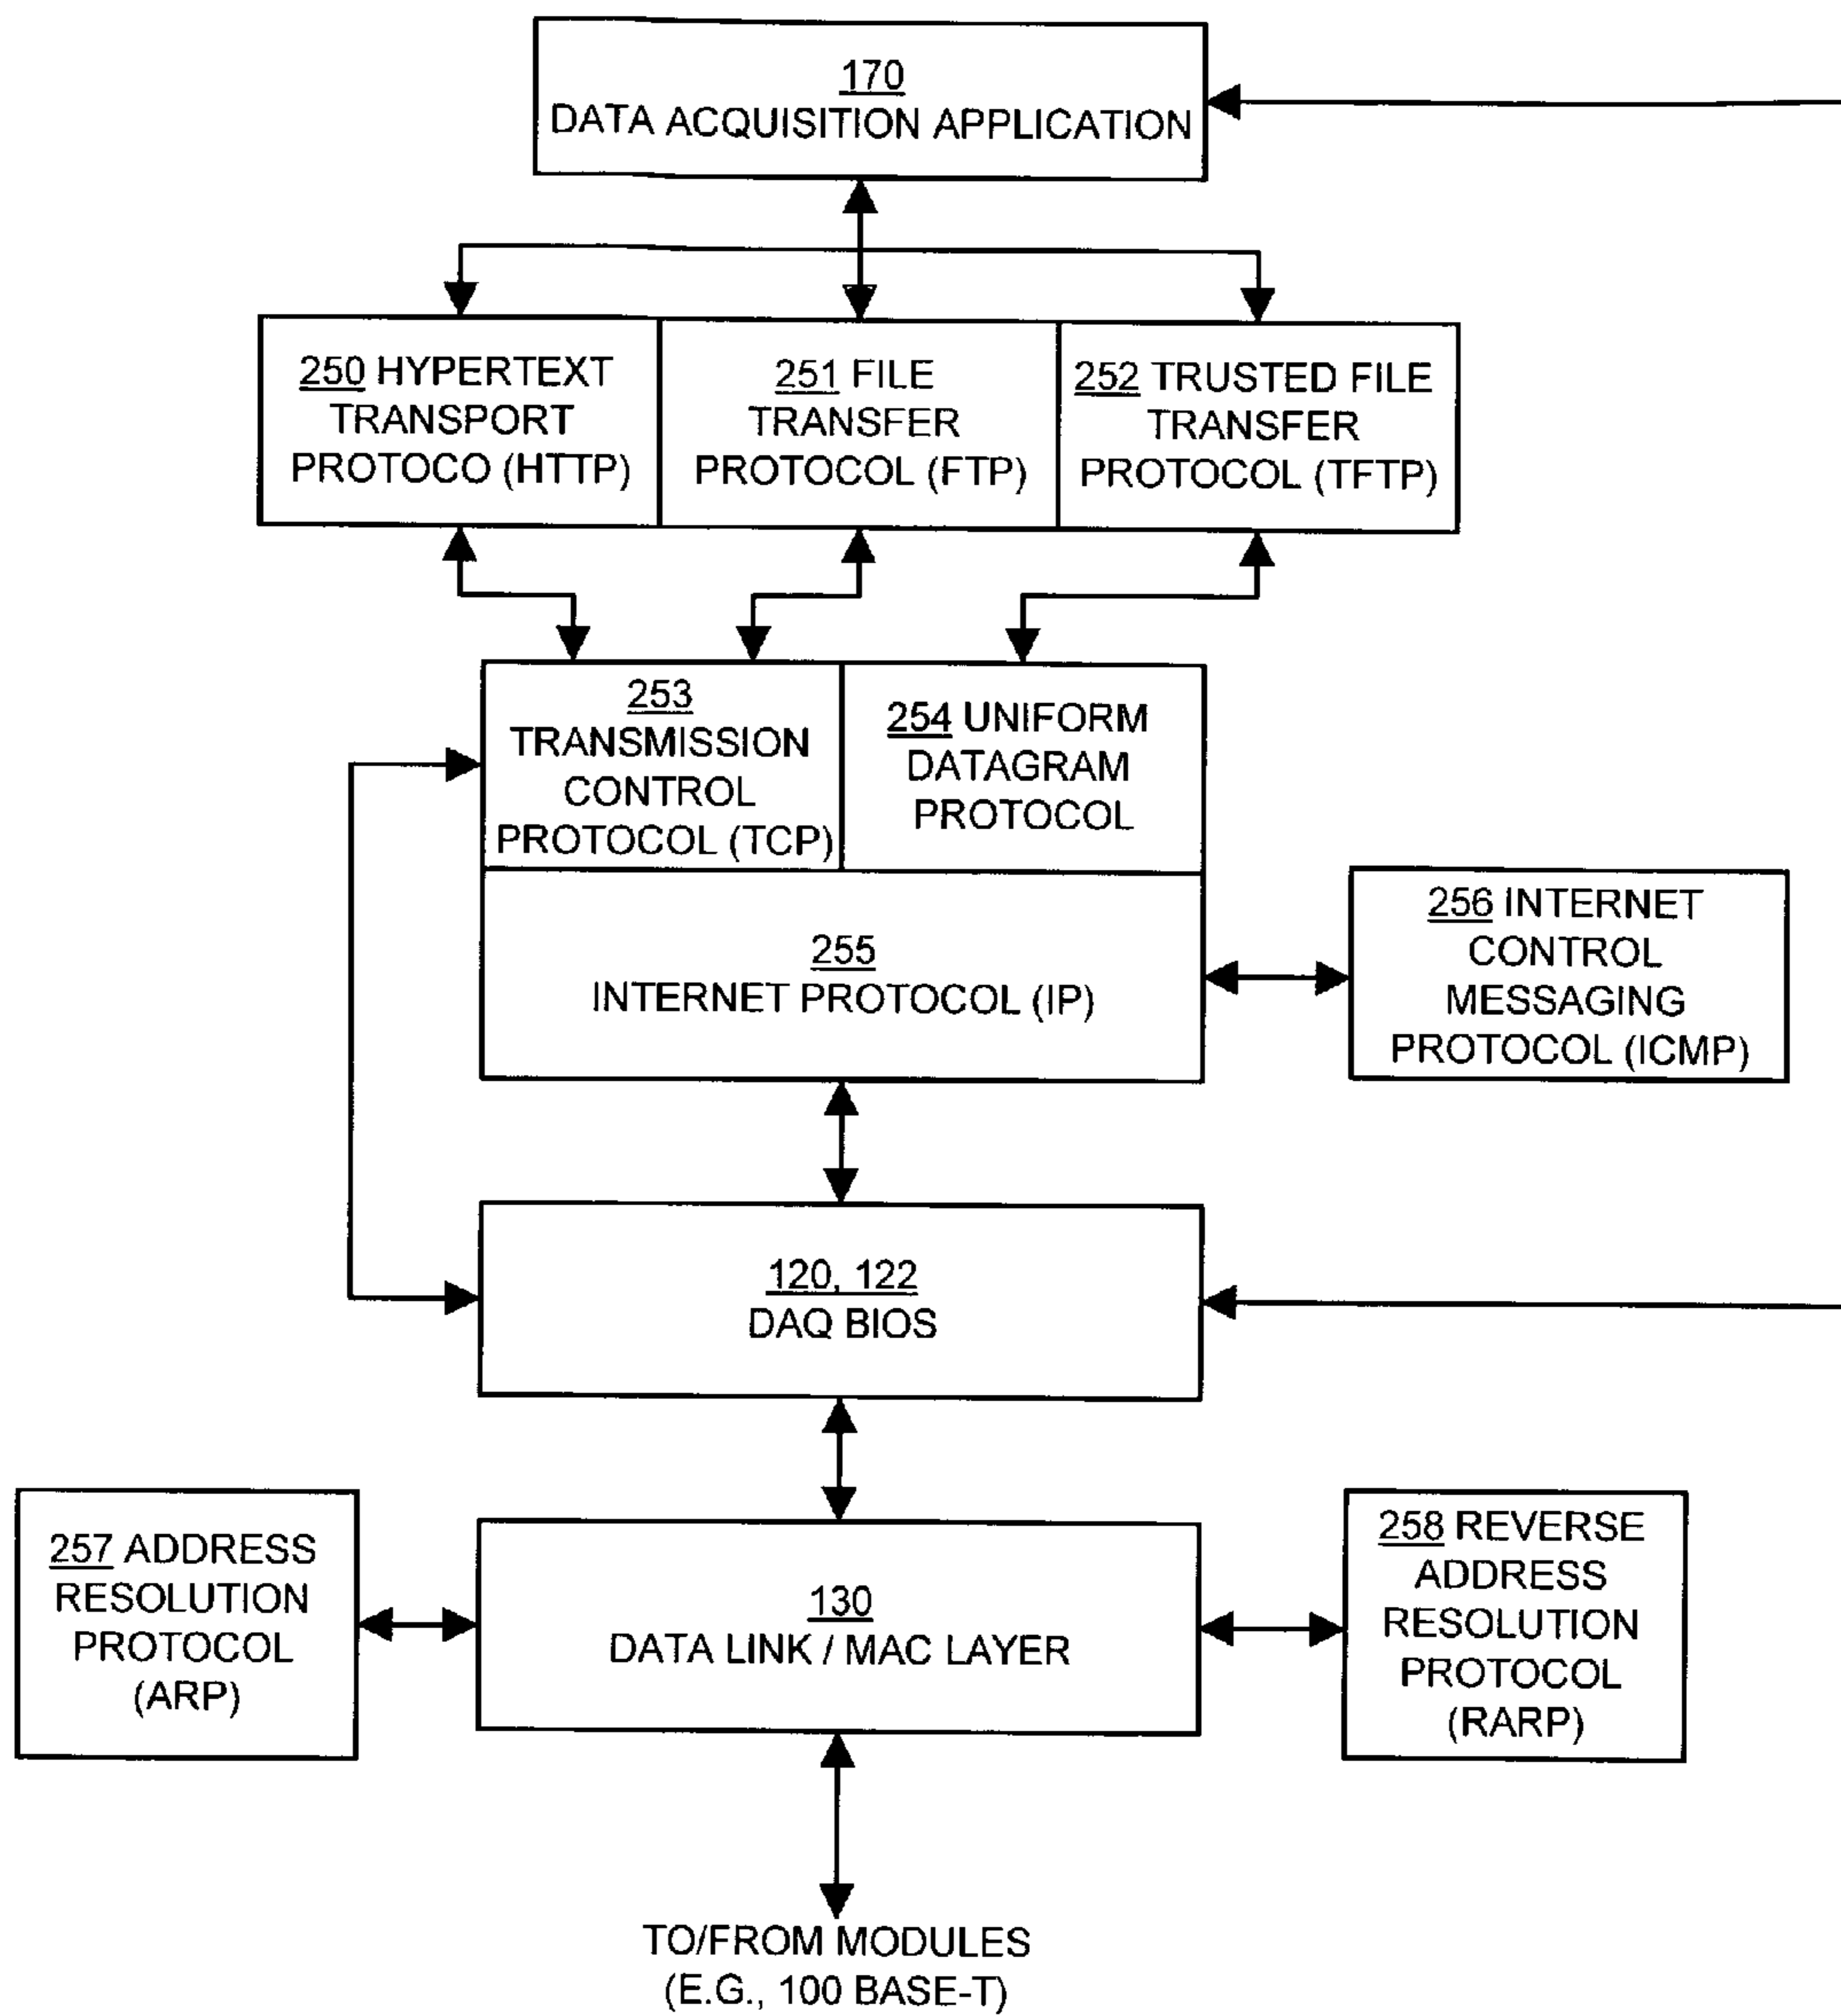 170
DATA ACQUISITION APPLICATION
250 HYPERTEXT
TRANSPORT
PROTOCO (HTTP)
251 FILE
TRANSFER
PROTOCOL (FTP)
252 TRUSTED FILE
TRANSFER
PROTOCOL (TFTP)
253
TRANSMISSION
CONTROL
PROTOCOL (TCP)
254 UNIFORM
DATAGRAM
PROTOCOL
255
INTERNET PROTOCOL (IP)
256 INTERNET
CONTROL
MESSAGING
PROTOCOL (ICMP)
120, 122
DAQ BIOS
257 ADDRESS
RESOLUTION
PROTOCOL
(ARP)
130
DATA LINK / MAC LAYER
258 REVERSE
ADDRESS
RESOLUTION
PROTOCOL
(RARP)
TO/FROM MODULES
(E.G., 100 BASE-T)